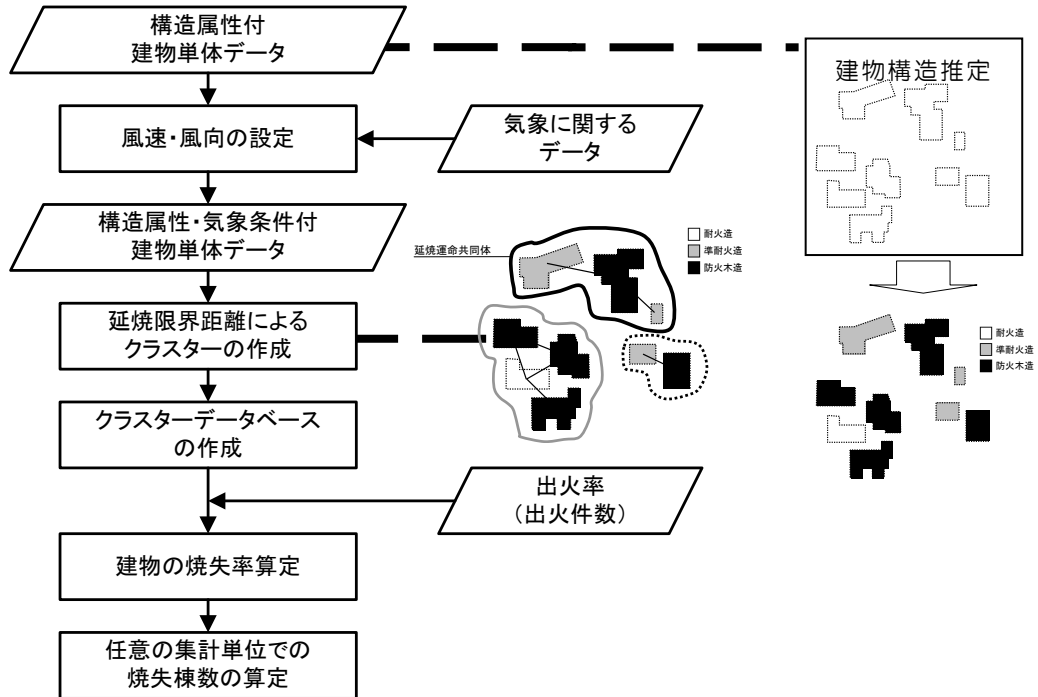 構造属性付
建物単体データ
建物構造推定
風速・風向の設定
気象に関する
データ
構造属性・気象条件付
建物単体データ
延焼運命共同体
耐火造
準耐火造
防火木造
延焼限界距離による
クラスターの作成
耐火造
準耐火造
防火木造
クラスターデータベース
の作成
出火率
（出火件数）
建物の焼失率算定
任意の集計単位での
焼失棟数の算定